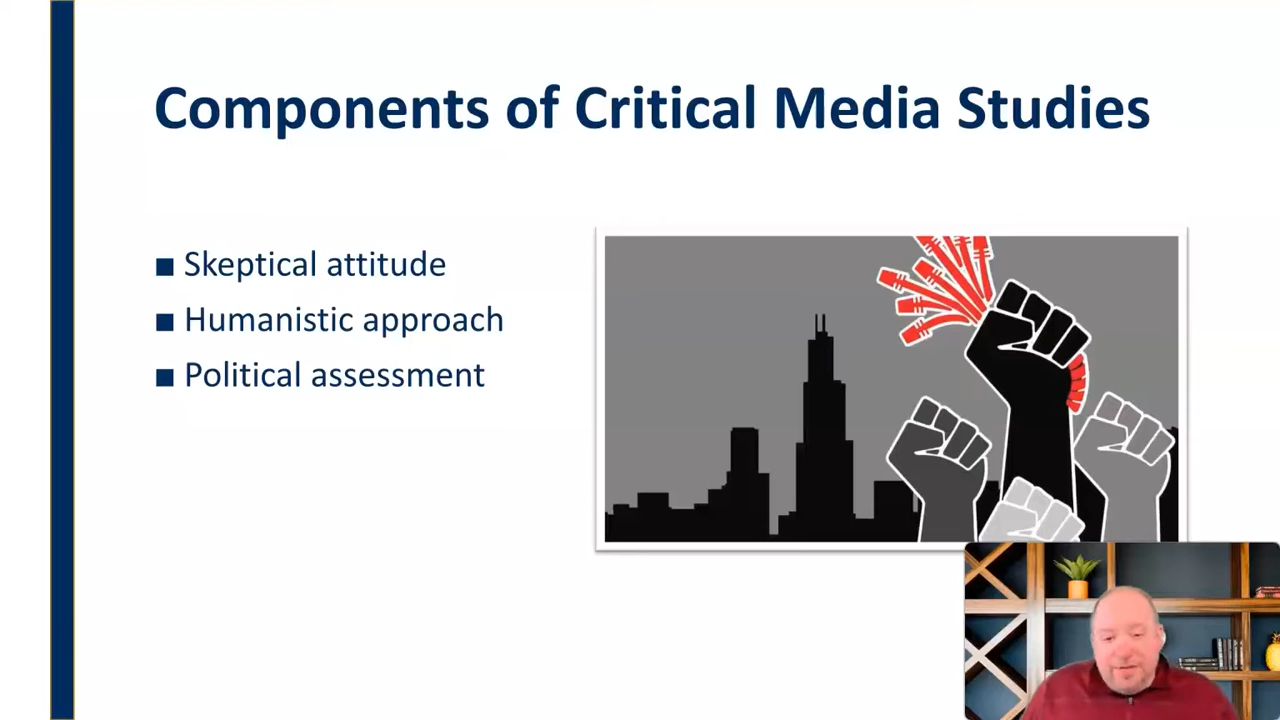 Components of Critical Media Studies
■ Skeptical attitude
■ Humanistic approach
■ Political assessment